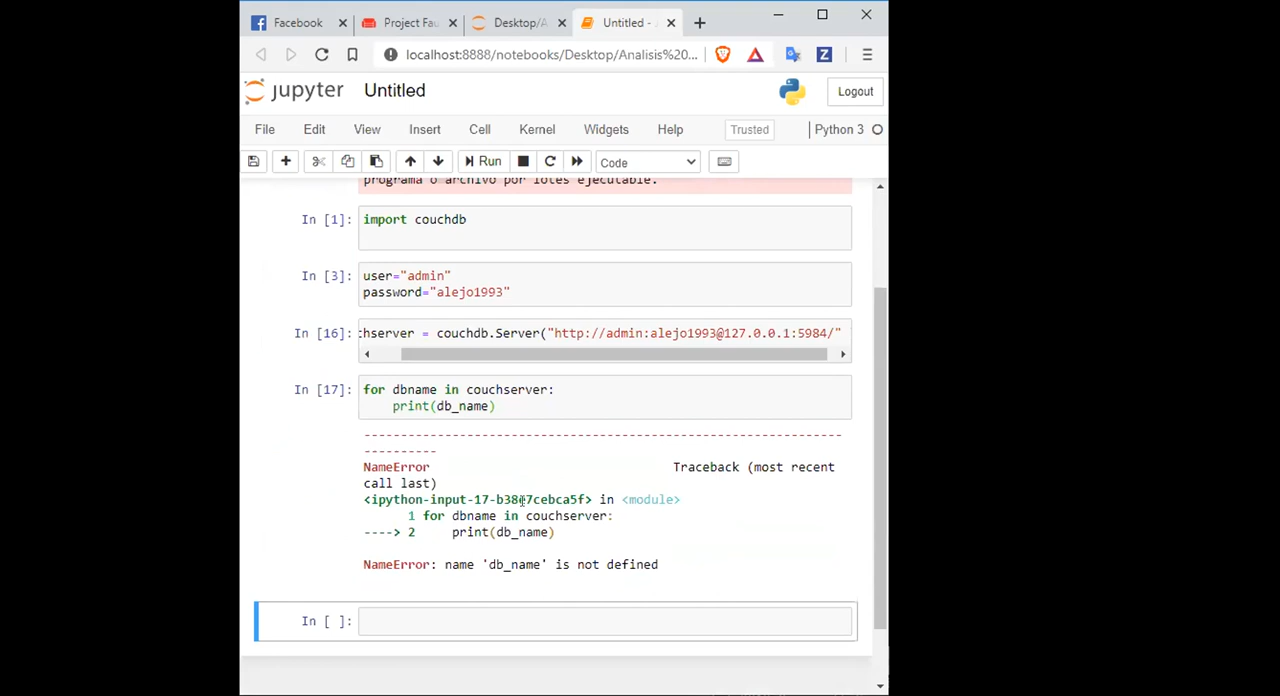 Facebook
Project Fau
Desktop/A
Untitled -
localhost:8888/notebooks/Desktop/Analisis%20...
Z
jupyter Untitled
Logout
File Edit View Insert Cell Kernel Widgets Help Trusted Python 3
Run Code
programa o archivo por lotes ejecutable.
In [1]: import couchdb
In [3]: user="admin"
password="alejo1993"
In [16]: chserver = couchdb.Server("http://admin:alejo1993@127.0.0.1:5984/"
In [17]: for dbname in couchserver:
print(db_name)
---------------------------------------------------------------------------
NameError Traceback (most recent
call last)
<ipython-input-17-b38e7cebca5f> in <module>
1 for dbname in couchserver:
----> 2 print(db_name)
NameError: name 'db_name' is not defined
In [ ]: